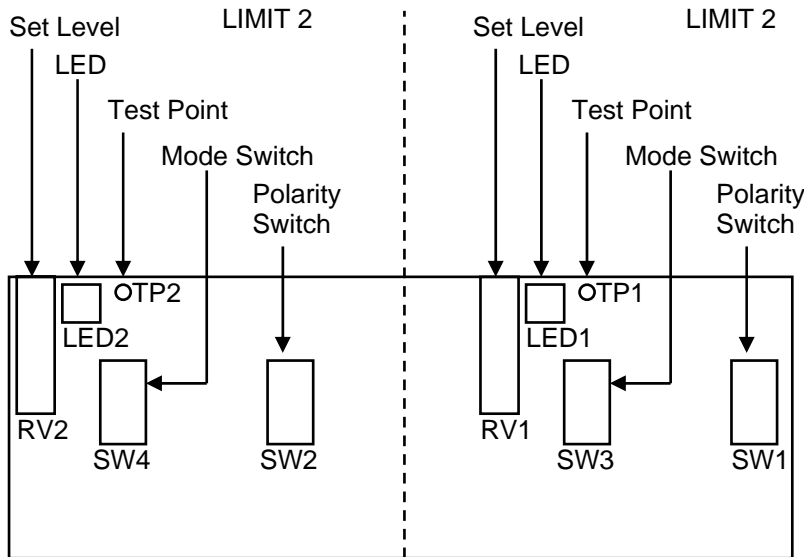 Set Level
LIMIT 2
LED
Test Point
Mode Switch
Polarity
Switch
TP2
LED2
RV2
SW4
SW2
Set Level
LIMIT 2
LED
Test Point
Mode Switch
Polarity
Switch
TP1
LED1
RV1
SW3
SW1